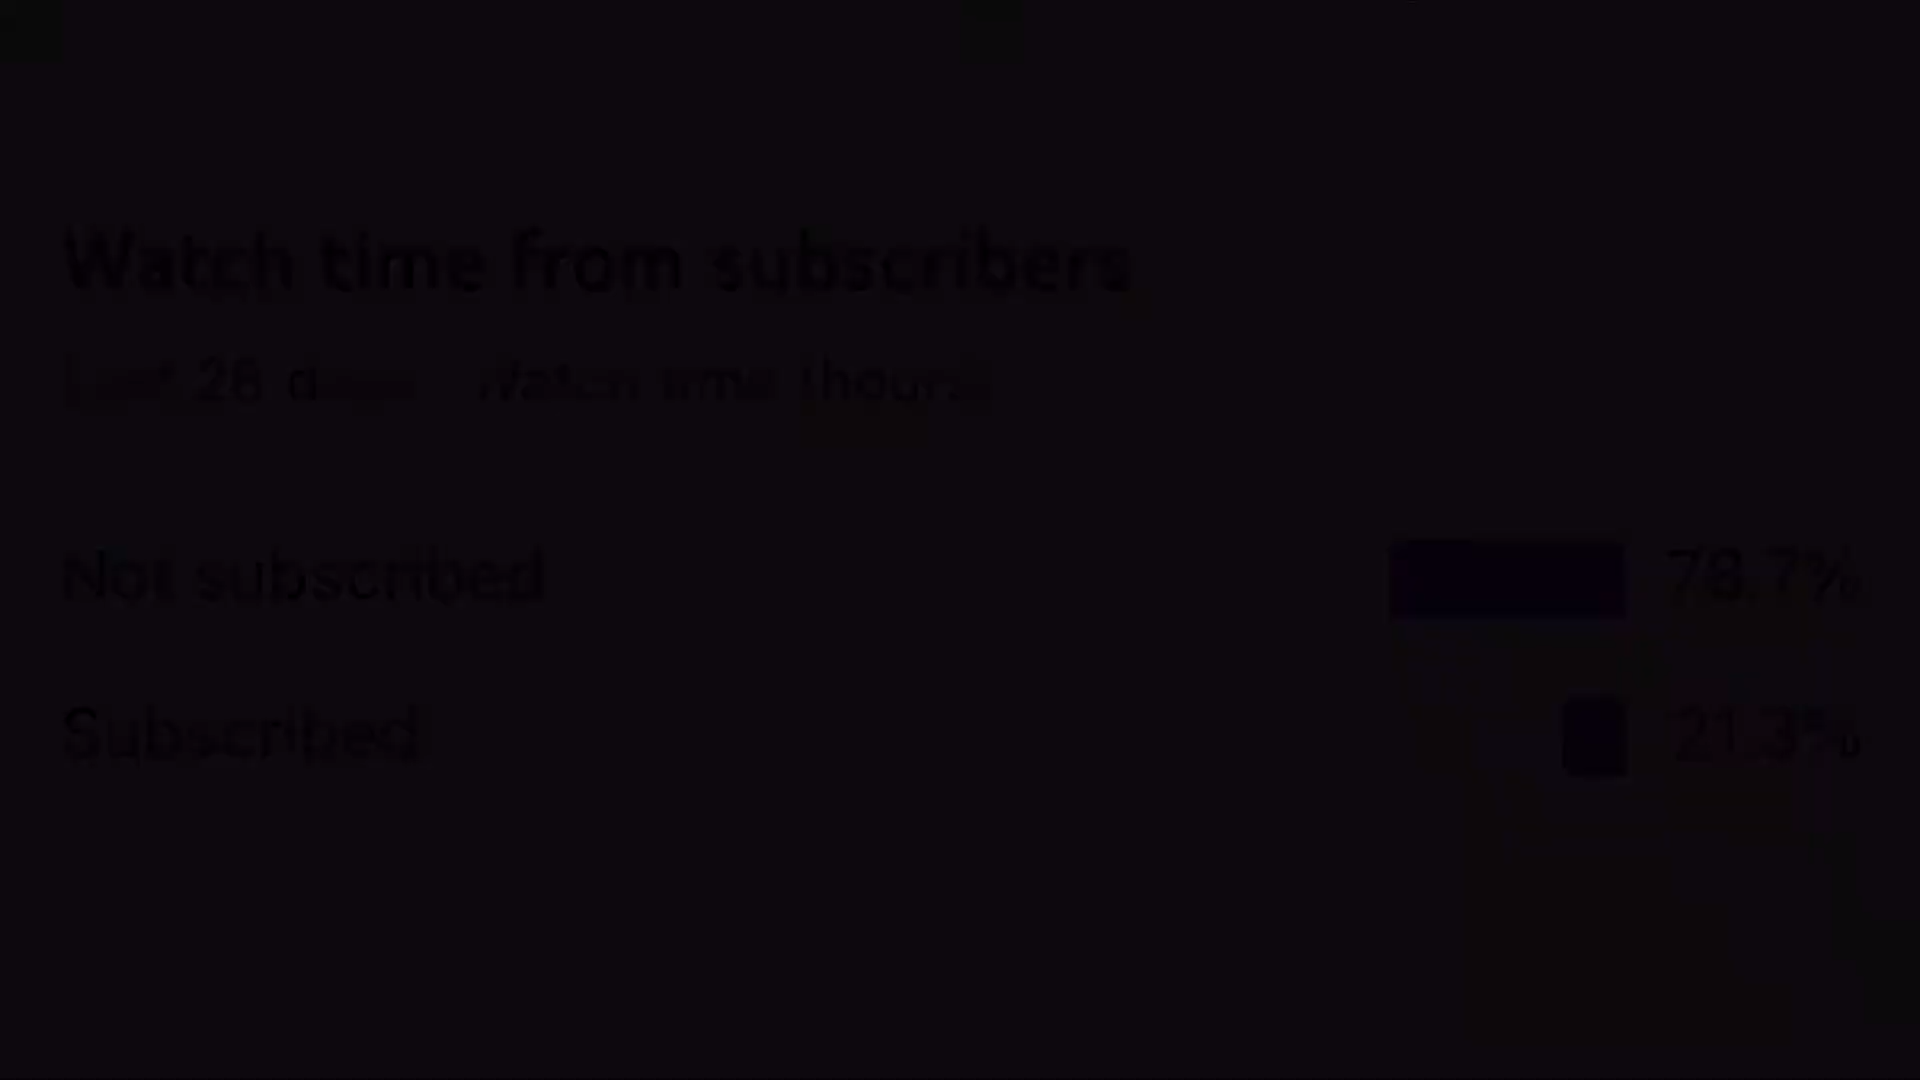 Watch time from subscribers
Last 28 days Watch time (hours)
Not subscribed
78.7%
Subscribed
21.3%